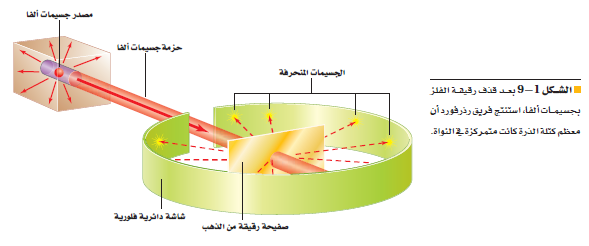 مصدر جسيمات ألفا
حزمة جسيمات ألفا
الجسيمات المنحرفة
شاشة دائرية فلورية
صفيحة رقيقة من الذهب
الشكل 1-9 بعد قذف رقيقة الفلز
بجسيمات ألفا، استنتج فريق رذرفورد أن
معظم كتلة الذرة كانت متمركزة في النواة.